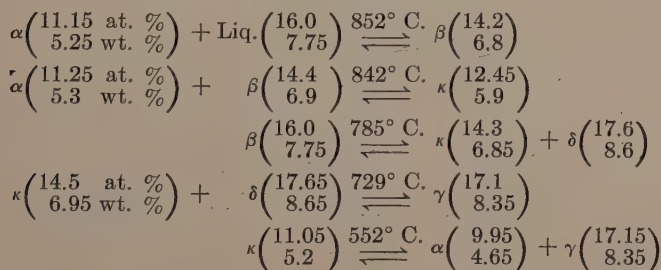 α(11.15 at. % / 5.25 wt. %) + Liq.(16.0 / 7.75) 852° C. ⇌ β(14.2 / 6.8)
α(11.25 at. % / 5.3 wt. %) + β(14.4 / 6.9) 842° C. ⇌ κ(12.45 / 5.9)
β(16.0 / 7.75) 785° C. ⇌ κ(14.3 / 6.85) + δ(17.6 / 8.6)
κ(14.5 at. % / 6.95 wt. %) + δ(17.65 / 8.65) 729° C. ⇌ γ(17.1 / 8.35)
κ(11.05 / 5.2) 552° C. ⇌ α(9.95 / 4.65) + γ(17.15 / 8.35)